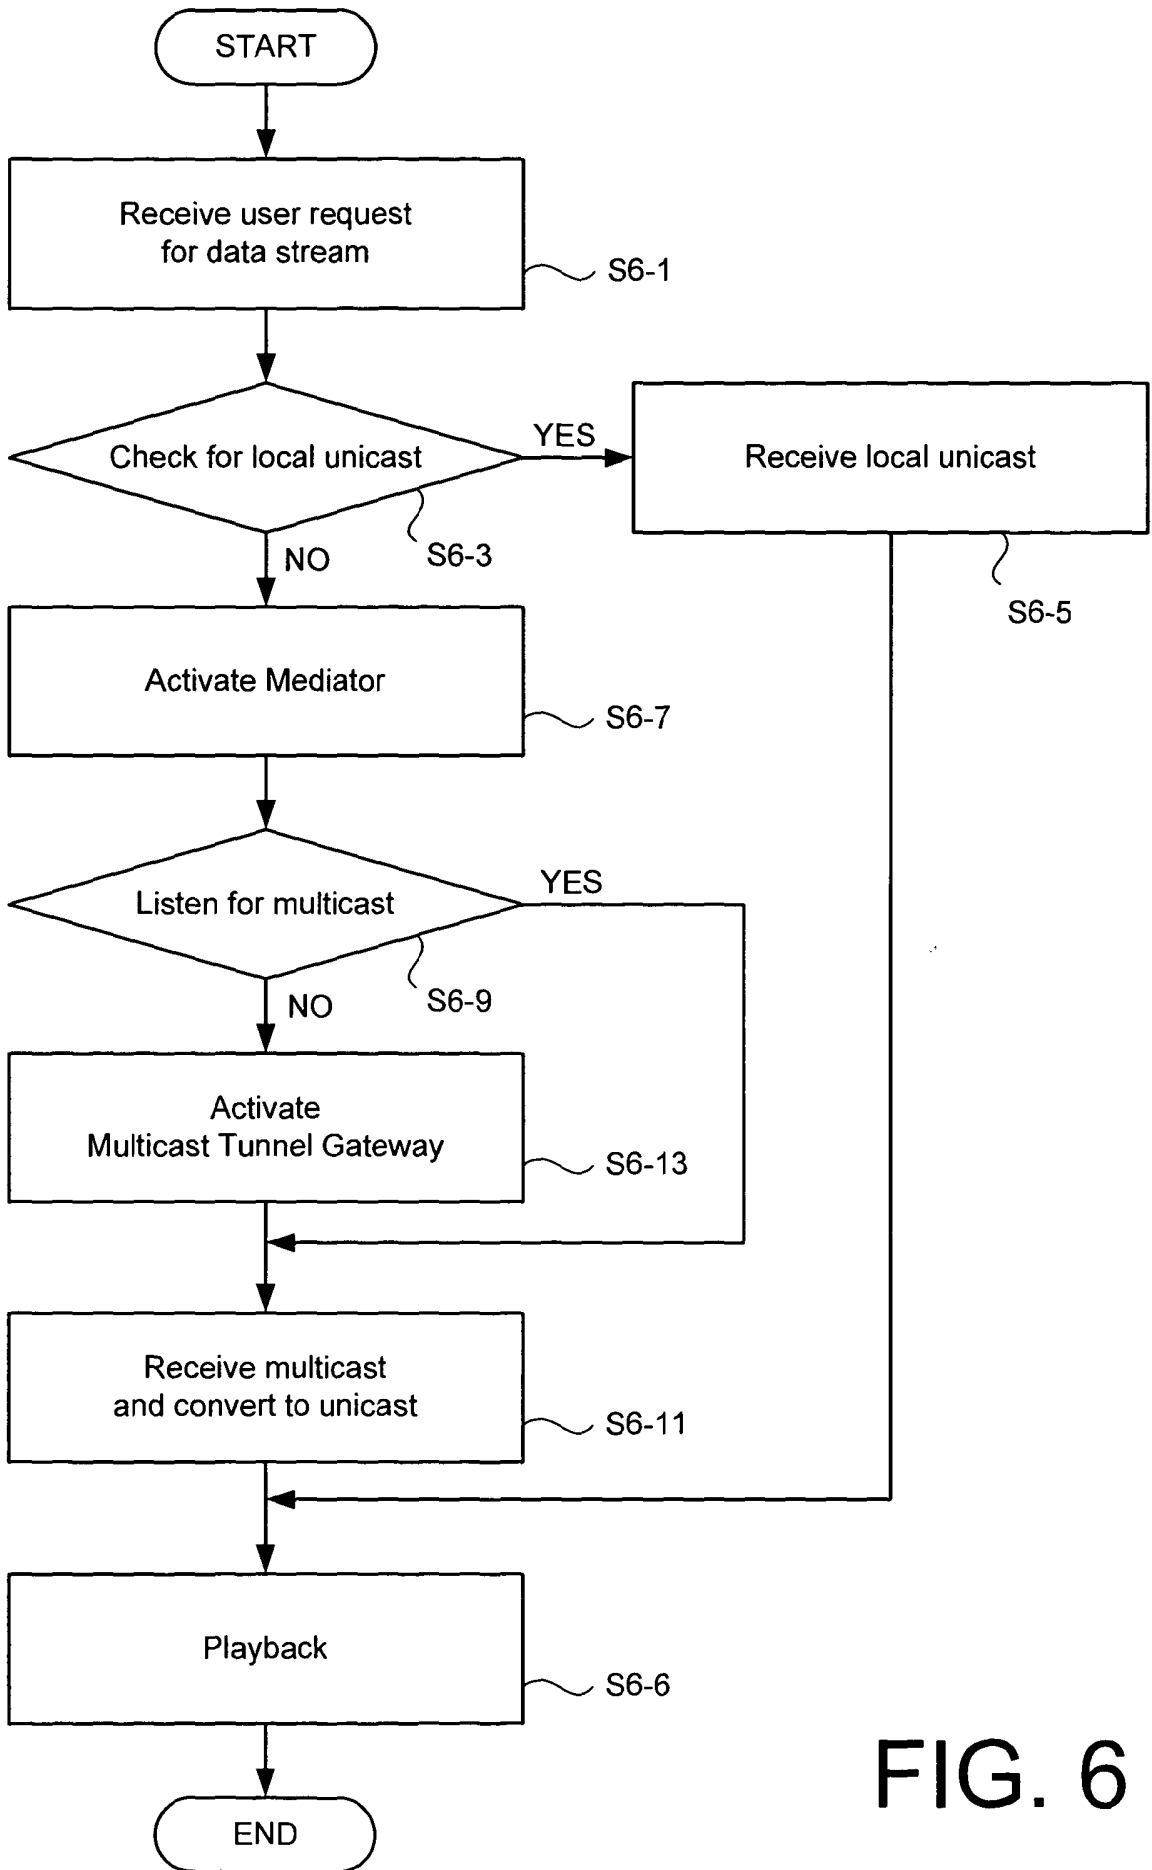 START
Receive user request
for data stream
S6-1
Check for local unicast
YES
Receive local unicast
S6-3
NO
S6-5
Activate Mediator
S6-7
Listen for multicast
YES
S6-9
NO
Activate
Multicast Tunnel Gateway
S6-13
Receive multicast
and convert to unicast
S6-11
Playback
S6-6
END
FIG. 6